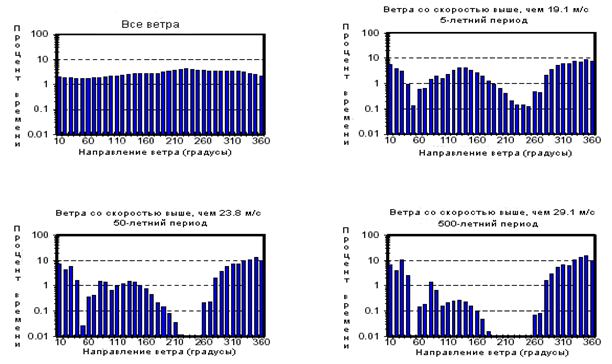 Все ветра
Процент времени
100
10
1
0.1
0.01
10 60 110 160 210 260 310 360
Направление ветра (градусы)
Ветра со скоростью выше, чем 19.1 м/с
5-летний период
Процент времени
100
10
1
0.1
0.01
10 60 110 160 210 260 310 360
Направление ветра (градусы)
Ветра со скоростью выше, чем 23.8 м/с
50-летний период
Процент времени
100
10
1
0.1
0.01
10 60 110 160 210 260 310 360
Направление ветра (градусы)
Ветра со скоростью выше, чем 29.1 м/с
500-летний период
Процент времени
100
10
1
0.1
0.01
10 60 110 160 210 260 310 360
Направление ветра (градусы)